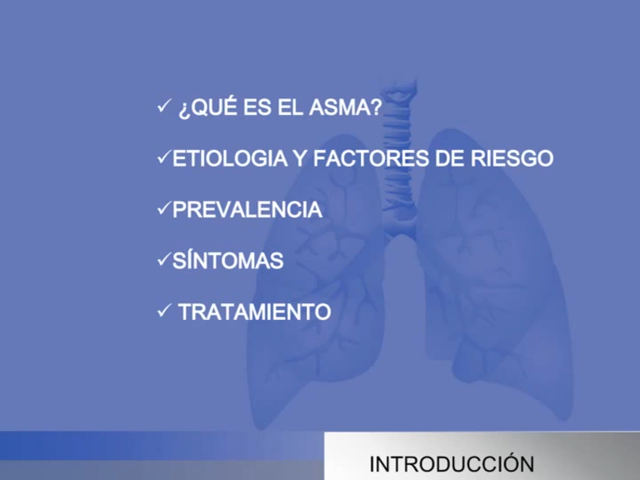 ✓ ¿QUÉ ES EL ASMA?
✓ETIOLOGIA Y FACTORES DE RIESGO
✓PREVALENCIA
✓SÍNTOMAS
✓ TRATAMIENTO
INTRODUCCIÓN